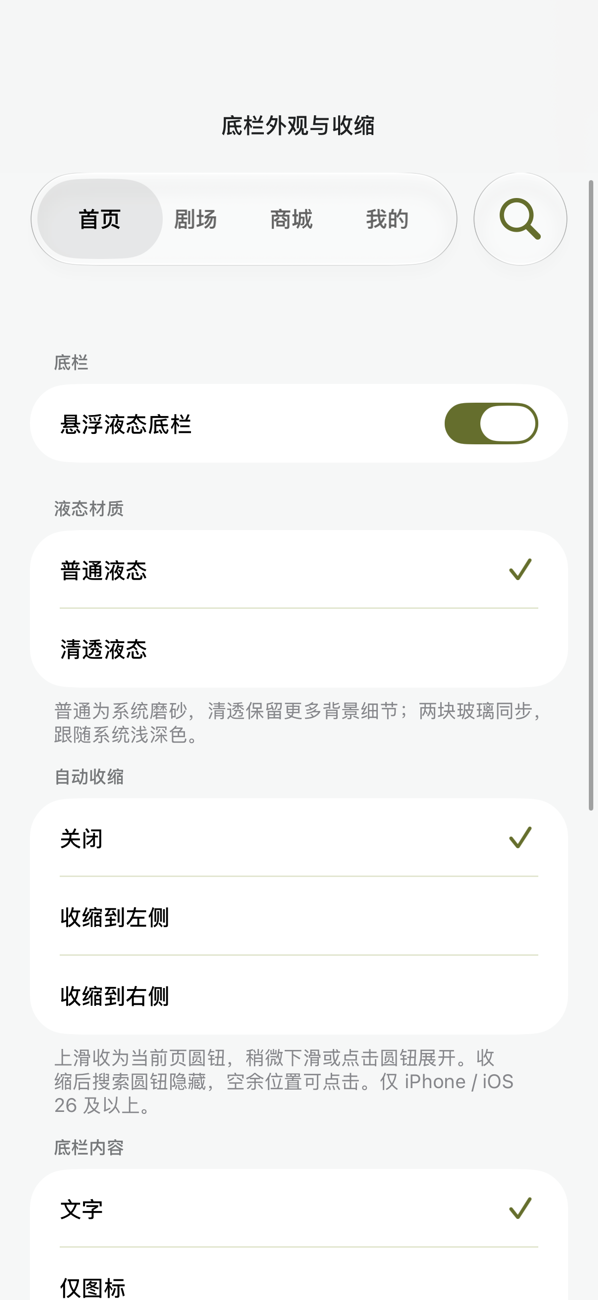 底栏外观与收缩
首页 剧场 商城 我的
底栏
悬浮液态底栏
液态材质
普通液态
清透液态
普通为系统磨砂，清透保留更多背景细节；两块玻璃同步，
跟随系统浅深色。
自动收缩
关闭
收缩到左侧
收缩到右侧
上滑收为当前页圆钮，稍微下滑或点击圆钮展开。收
缩后搜索圆钮隐藏，空余位置可点击。仅 iPhone / iOS
26 及以上。
底栏内容
文字
仅图标